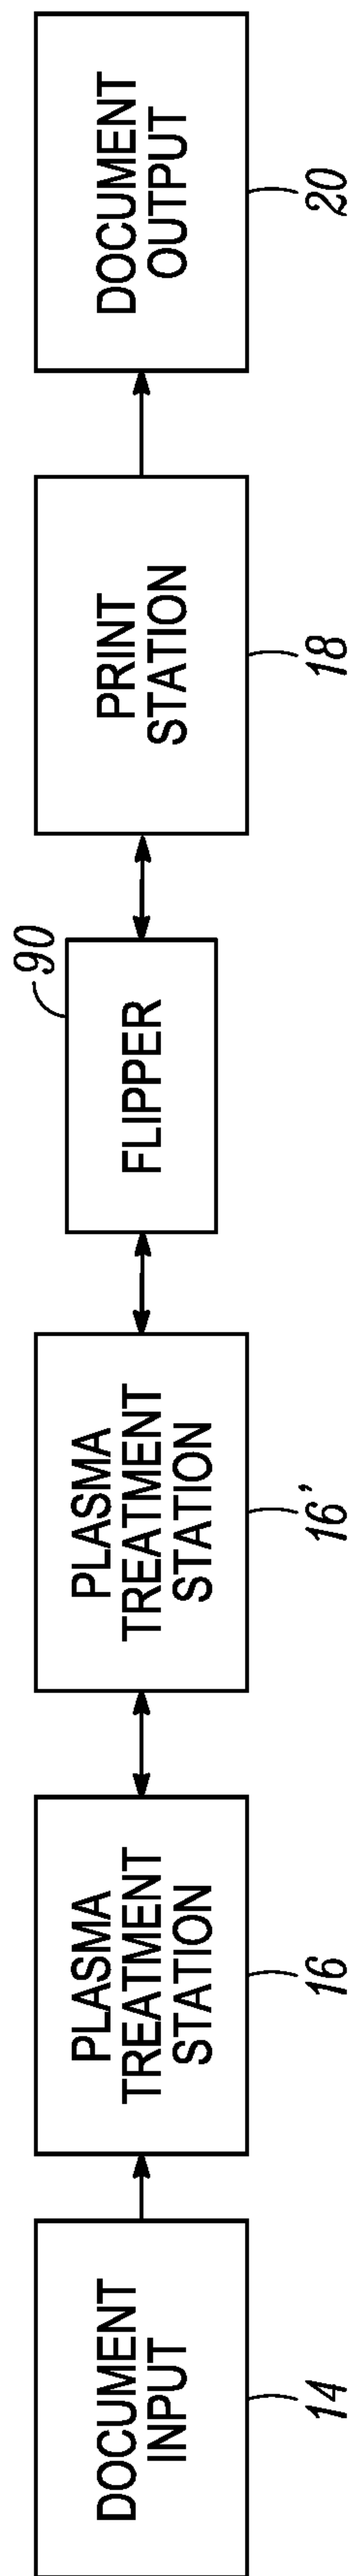 DOCUMENT
INPUT
14
PLASMA
TREATMENT
STATION
16
PLASMA
TREATMENT
STATION
16'
FLIPPER
90
PRINT
STATION
18
DOCUMENT
OUTPUT
20